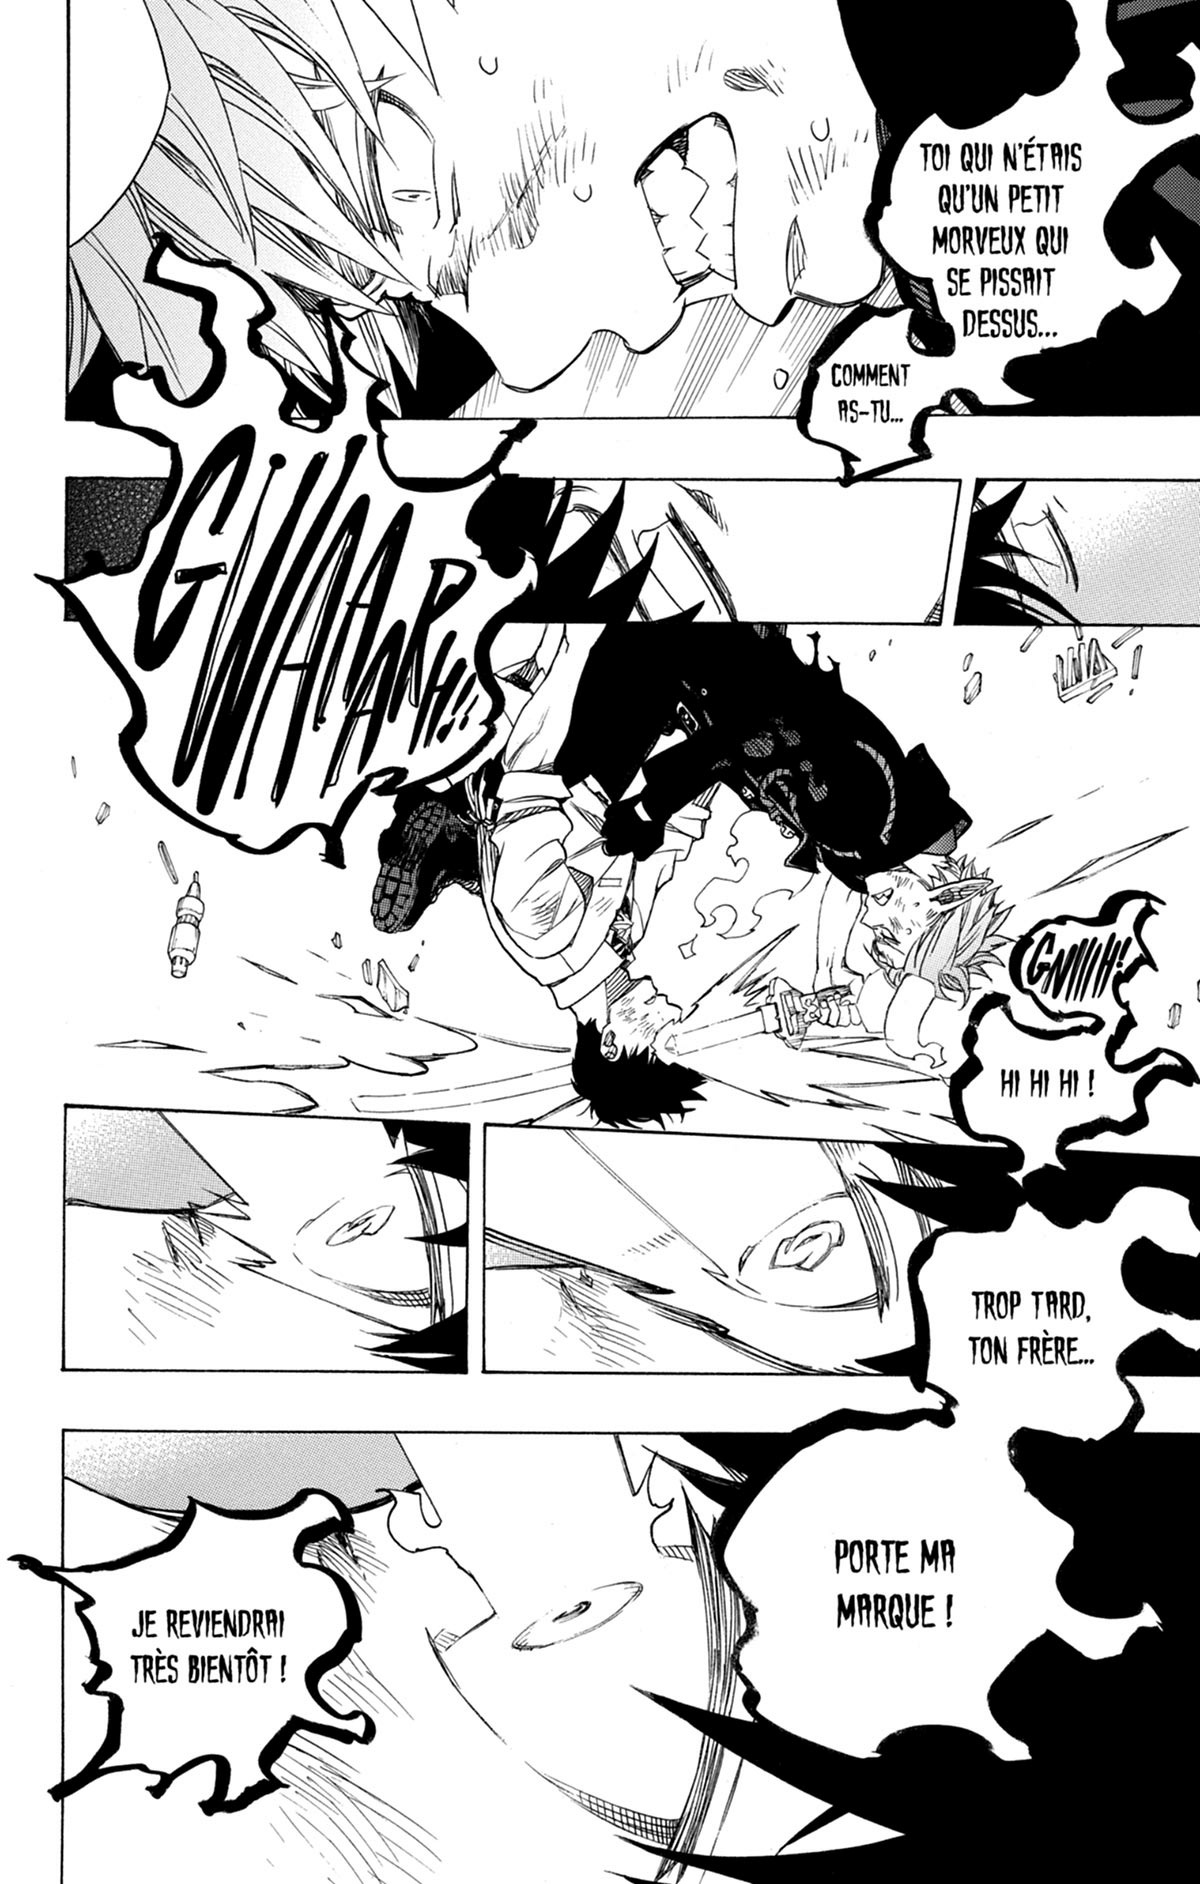 TOI QUI N'ÉTAIS
QU'UN PETIT
MORVEUX QUI
SE PISSAIT
DESSUS...
COMMENT
AS-TU...
GWAAAARRH!!
GNIIIH!
HI HI HI !
TROP TARD,
TON FRÈRE...
PORTE MA
MARQUE !
JE REVIENDRAI
TRÈS BIENTÔT !